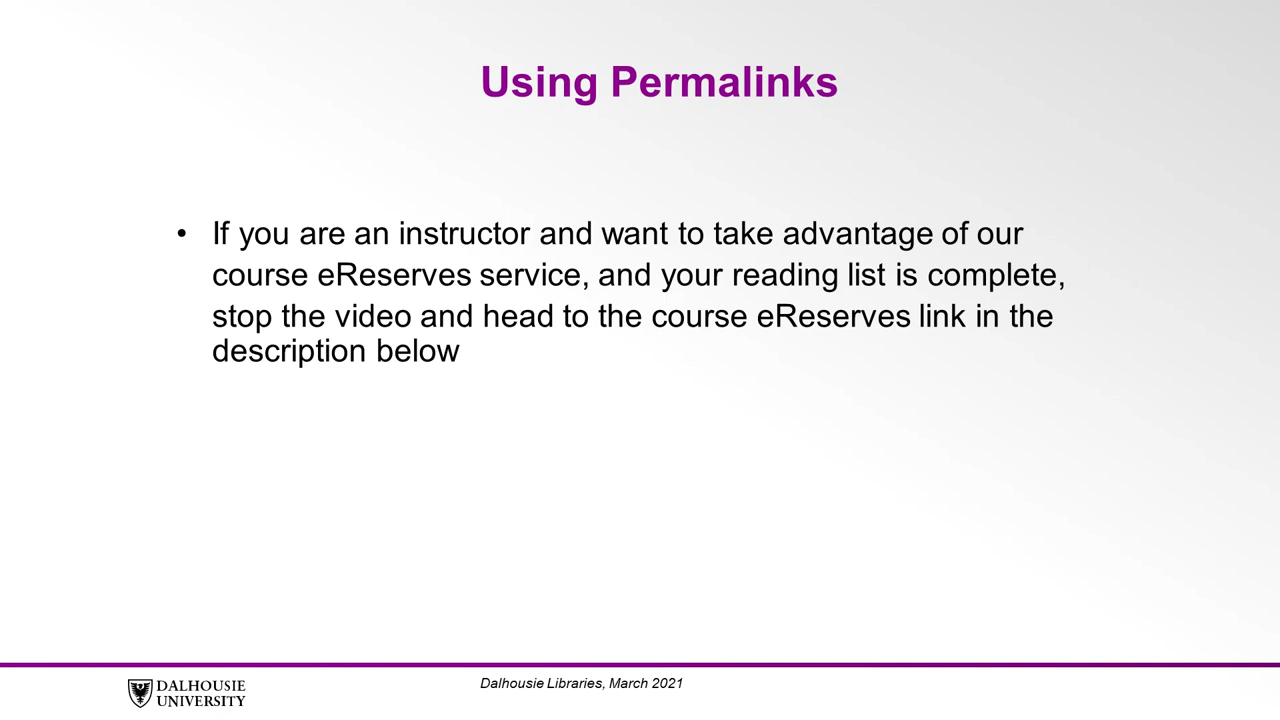 Using Permalinks
• If you are an instructor and want to take advantage of our
course eReserves service, and your reading list is complete,
stop the video and head to the course eReserves link in the
description below
DALHOUSIE
UNIVERSITY
Dalhousie Libraries, March 2021